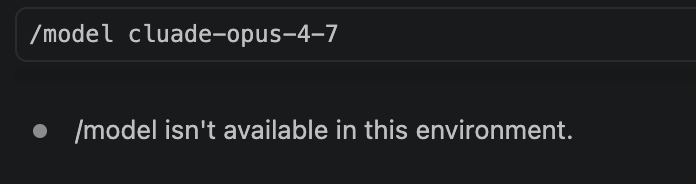 /model cluade-opus-4-7
/model isn't available in this environment.